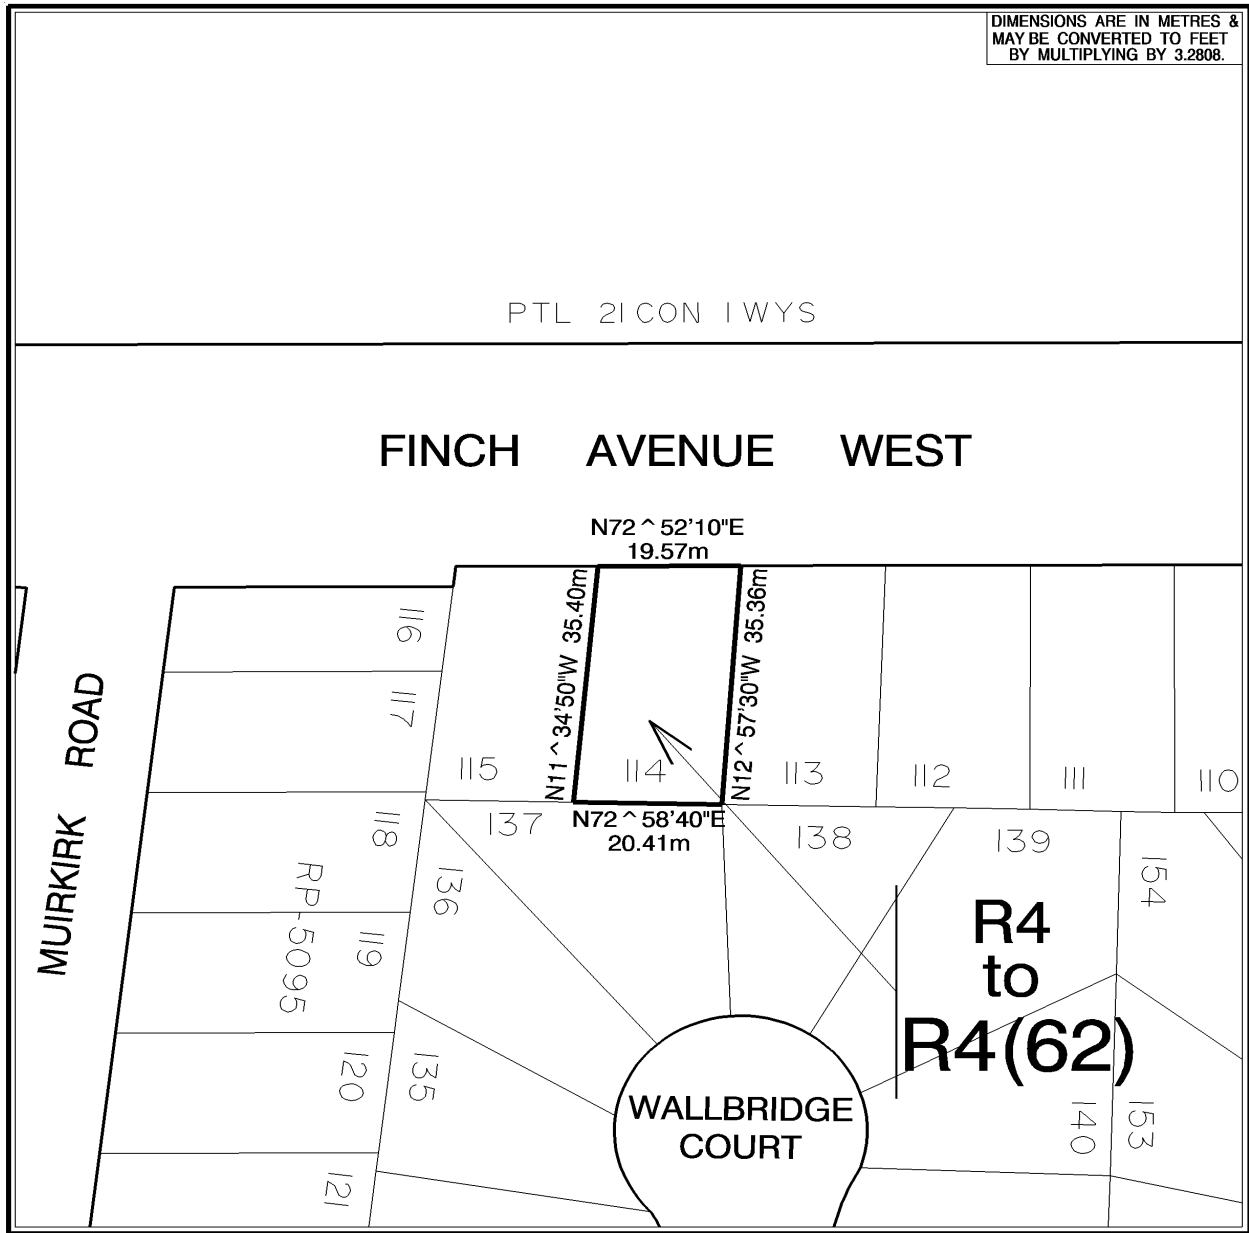 DIMENSIONS ARE IN METRES &
MAY BE CONVERTED TO FEET
BY MULTIPLYING BY 3.2808.
PTL 21 CON 1 WYS
FINCH AVENUE WEST
N72^52'10"E
19.57m
N11^34'50"W 35.40m
N12^57'30"W 35.36m
N72^58'40"E
20.41m
116
117
115
114
113
112
111
110
118
137
138
139
136
154
119
RP-5095
MUIRKIRK ROAD
120
135
R4
to
R4(62)
WALLBRIDGE
COURT
140
153
121